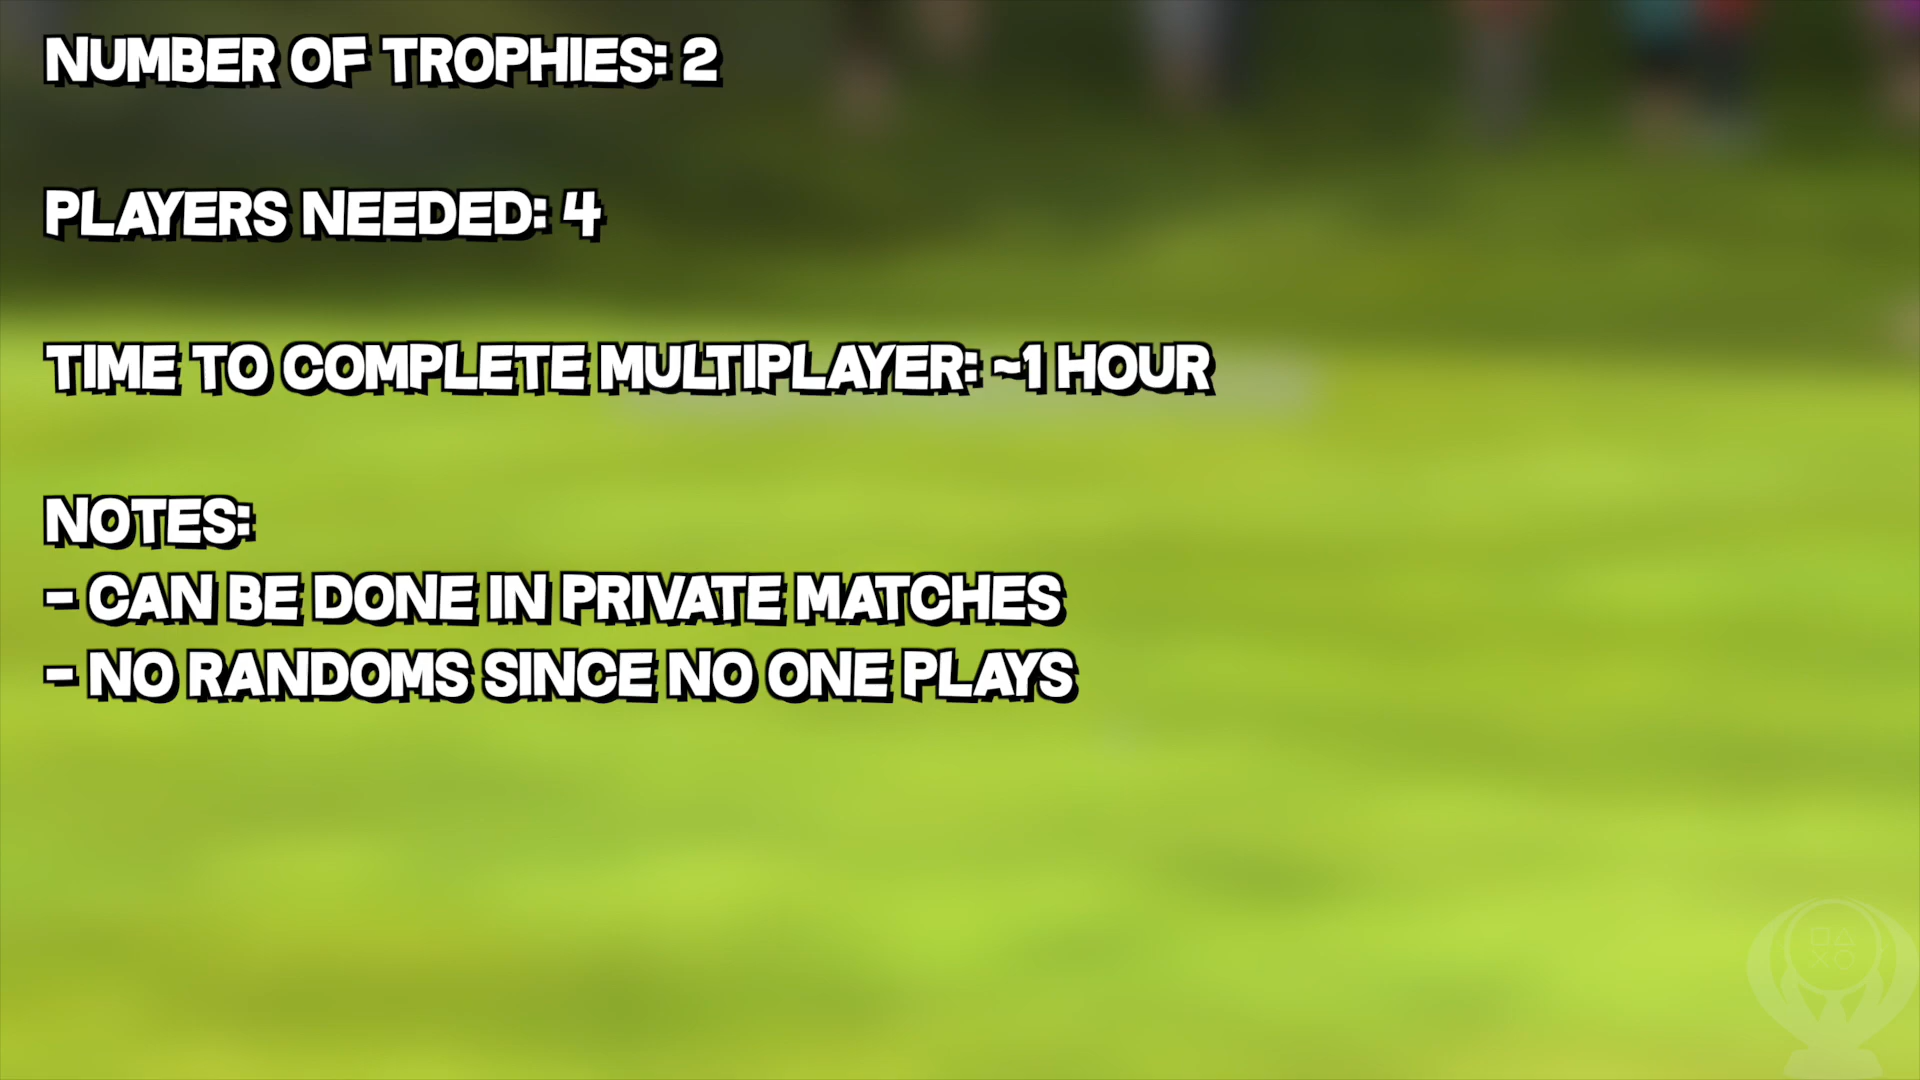 NUMBER OF TROPHIES: 2
PLAYERS NEEDED: 4
TIME TO COMPLETE MULTIPLAYER: ~1 HOUR
NOTES:
- CAN BE DONE IN PRIVATE MATCHES
- NO RANDOMS SINCE NO ONE PLAYS